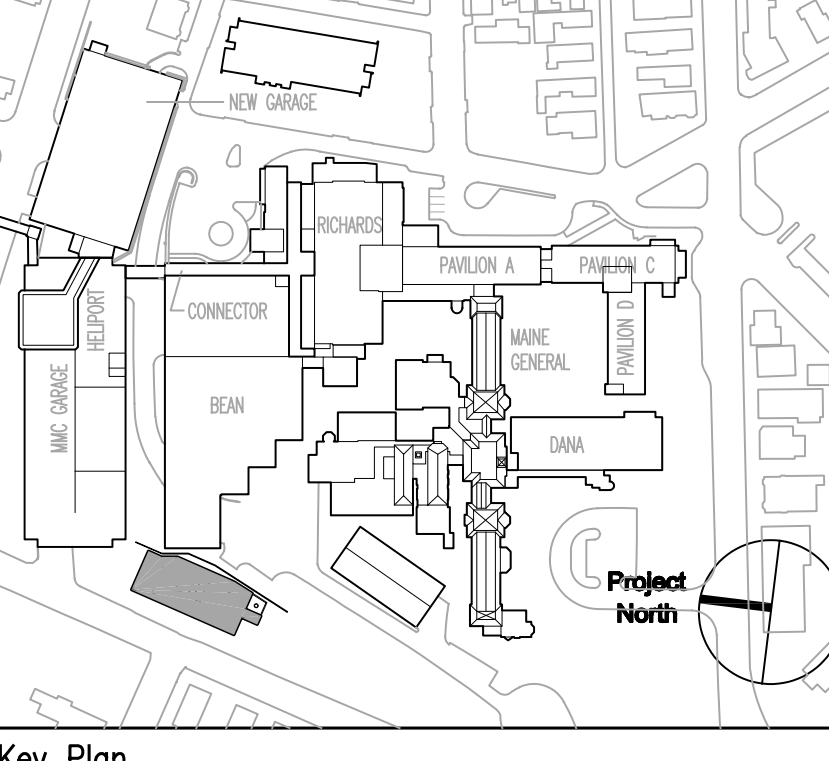 NEW GARAGE
RICHARDS
PAVILION A
PAVILION C
HELIPORT
CONNECTOR
PAVILION D
MAINE
GENERAL
MMC GARAGE
BEAN
DANA
Project
North
Key Plan